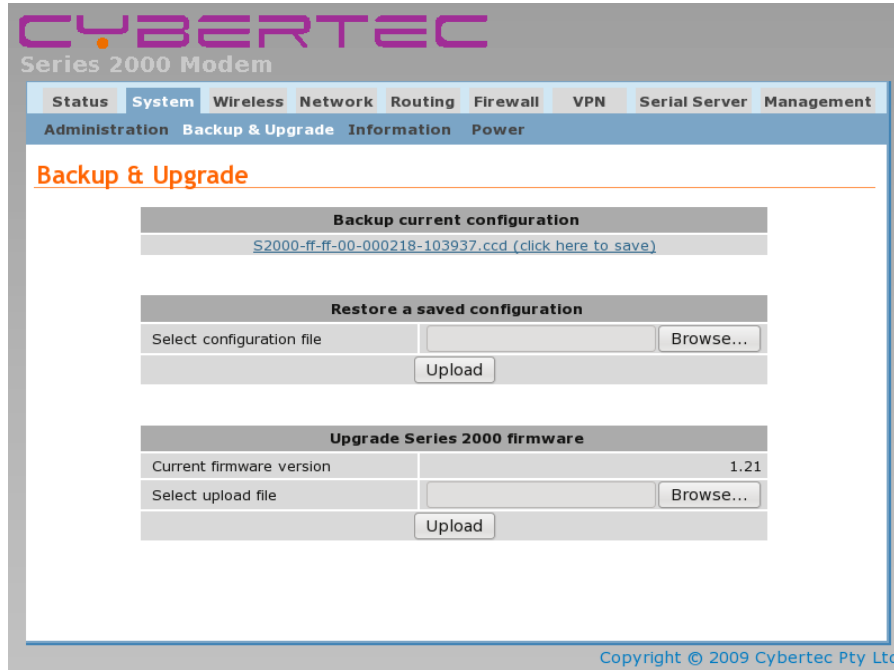 CYBERTEC
Series 2000 Modem
Status System Wireless Network Routing Firewall VPN Serial Server Management
Administration Backup & Upgrade Information Power
Backup & Upgrade
Backup current configuration
S2000-ff-ff-00-000218-103937.ccd (click here to save)
Restore a saved configuration
Select configuration file Browse...
Upload
Upgrade Series 2000 firmware
Current firmware version 1.21
Select upload file Browse...
Upload
Copyright © 2009 Cybertec Pty Ltd